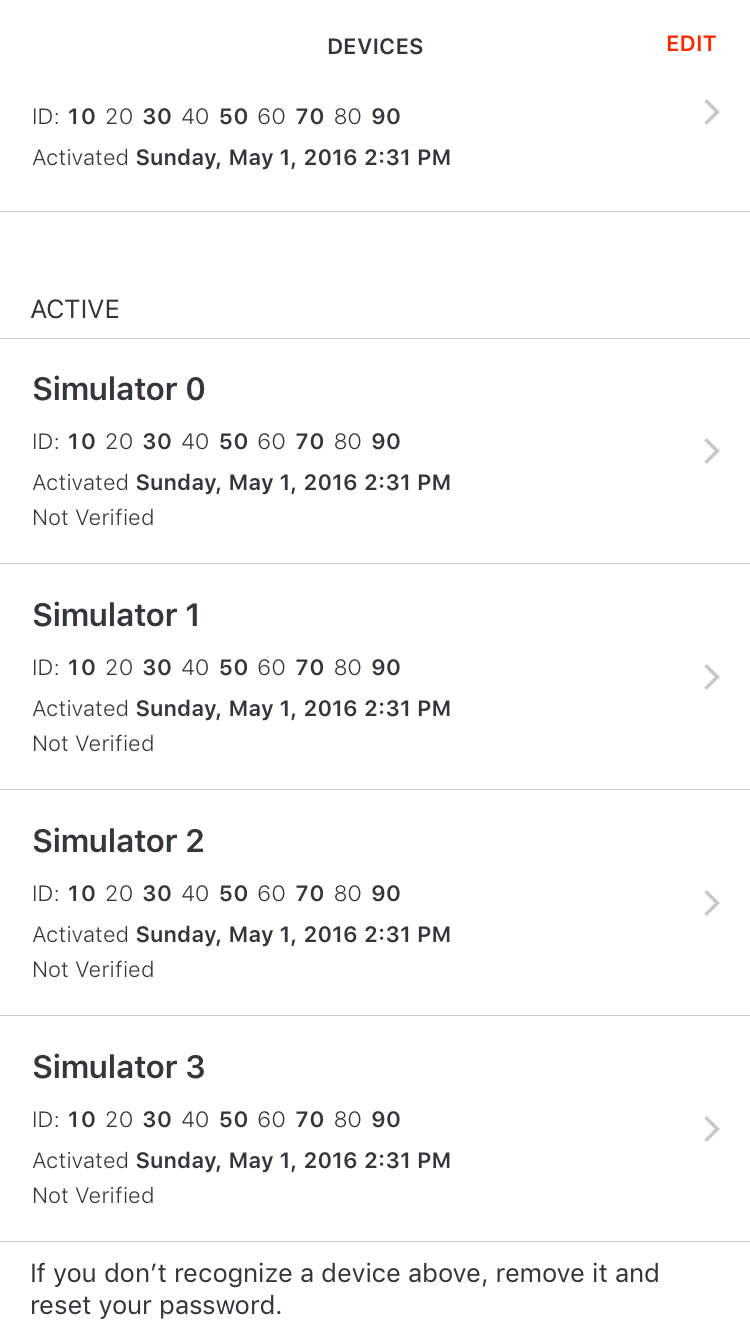 DEVICES
EDIT
ID: 10 20 30 40 50 60 70 80 90
Activated Sunday, May 1, 2016 2:31 PM
ACTIVE
Simulator 0
ID: 10 20 30 40 50 60 70 80 90
Activated Sunday, May 1, 2016 2:31 PM
Not Verified
Simulator 1
ID: 10 20 30 40 50 60 70 80 90
Activated Sunday, May 1, 2016 2:31 PM
Not Verified
Simulator 2
ID: 10 20 30 40 50 60 70 80 90
Activated Sunday, May 1, 2016 2:31 PM
Not Verified
Simulator 3
ID: 10 20 30 40 50 60 70 80 90
Activated Sunday, May 1, 2016 2:31 PM
Not Verified
If you don’t recognize a device above, remove it and
reset your password.